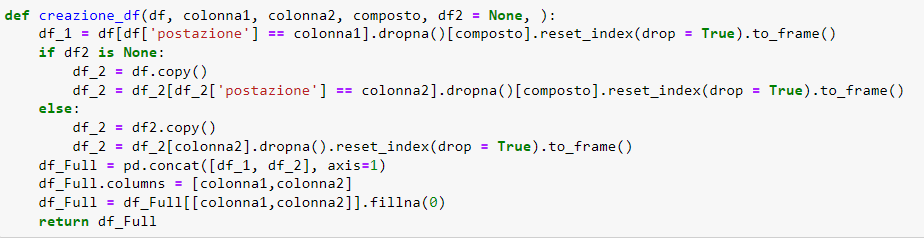 def creazione_df(df, colonna1, colonna2, composto, df2 = None, ):
    df_1 = df[df['postazione'] == colonna1].dropna()[composto].reset_index(drop = True).to_frame()
    if df2 is None:
        df_2 = df.copy()
        df_2 = df_2[df_2['postazione'] == colonna2].dropna()[composto].reset_index(drop = True).to_frame()
    else:
        df_2 = df2.copy()
        df_2 = df_2[colonna2].dropna().reset_index(drop = True).to_frame()
    df_Full = pd.concat([df_1, df_2], axis=1)
    df_Full.columns = [colonna1,colonna2]
    df_Full = df_Full[[colonna1,colonna2]].fillna(0)
    return df_Full